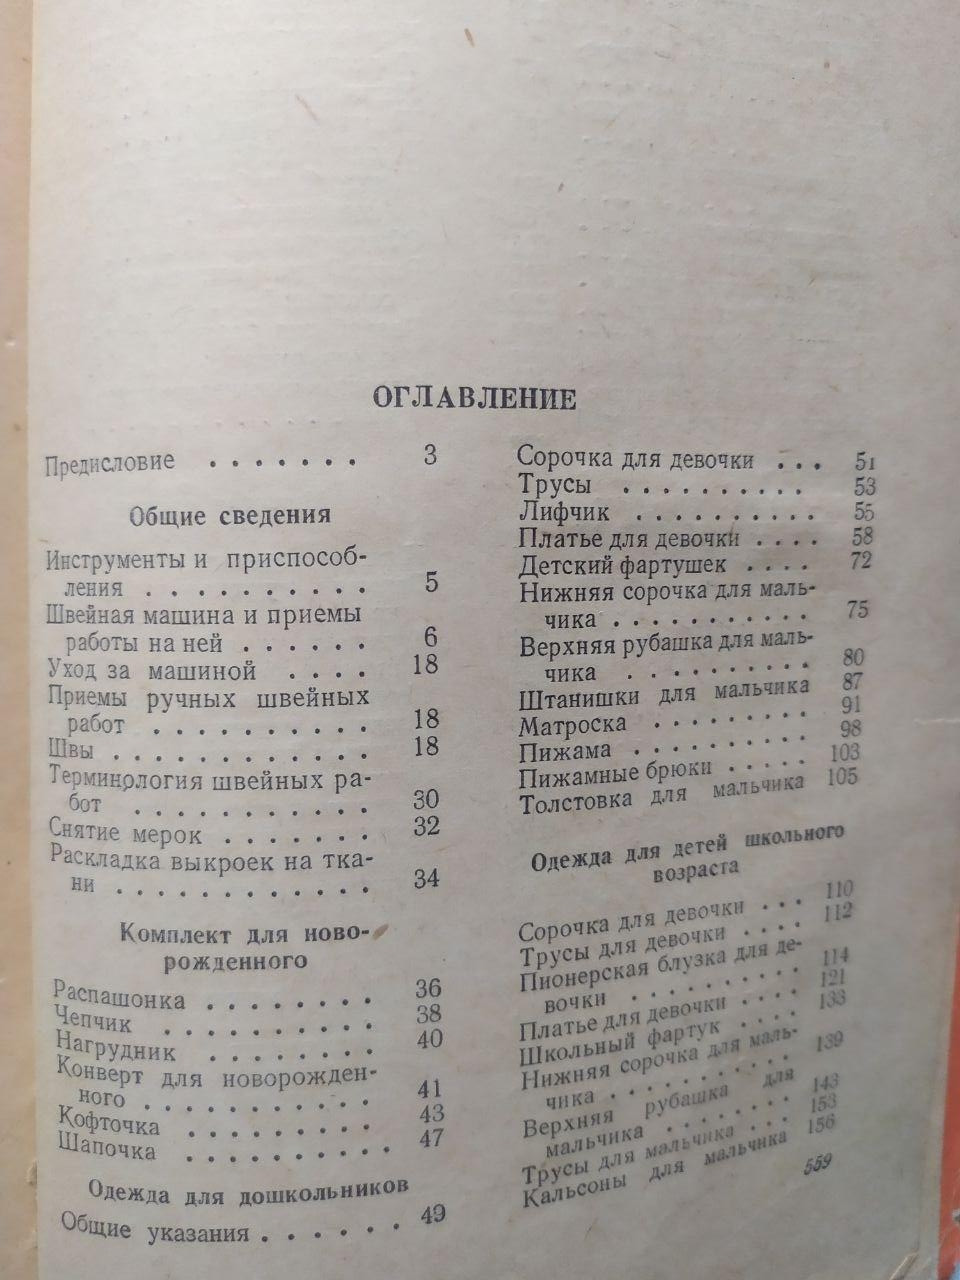 ОГЛАВЛЕНИЕ
Предисловие . . . . . . . 3
Общие сведения
Инструменты и приспособ-
ления . . . . . . . . . . 5
Швейная машина и приемы
работы на ней . . . . . . 6
Уход за машиной . . . . 18
Приемы ручных швейных
работ . . . . . . . . . . 18
Швы . . . . . . . . . . . . 18
Терминология швейных ра-
бот . . . . . . . . . . . 30
Снятие мерок . . . . . . . 32
Раскладка выкроек на тка-
ни . . . . . . . . . . . . 34
Комплект для ново-
рожденного
Распашонка . . . . . . . . 36
Чепчик . . . . . . . . . . 38
Нагрудник . . . . . . . . 40
Конверт для новорожден-
ного . . . . . . . . . . . 41
Кофточка . . . . . . . . . 43
Шапочка . . . . . . . . . . 47
Одежда для дошкольников
Общие указания . . . . . . 49
Сорочка для девочки . . . 51
Трусы . . . . . . . . . . 53
Лифчик . . . . . . . . . . 55
Платье для девочки . . . . 58
Детский фартушек . . . . 72
Нижняя сорочка для маль-
чика . . . . . . . . . . . 75
Верхняя рубашка для маль-
чика . . . . . . . . . 80
Штанишки для мальчика 87
Матроска . . . . . . . . . 91
Пижама . . . . . . . . . . 98
Пижамные брюки . . . . . 103
Толстовка для мальчика 105
Одежда для детей школьного
возраста
Сорочка для девочки . . . 110
Трусы для девочки . . . . 112
Пионерская блузка для де-
вочки . . . . . . . . . 114
Платье для девочки . . . . 121
Школьный фартук . . . . 133
Нижняя сорочка для маль-
чика . . . . . . . . . . 139
Верхняя рубашка для
мальчика . . . . . . . 143
Трусы для мальчика . . . 153
Кальсоны для мальчика 156
559